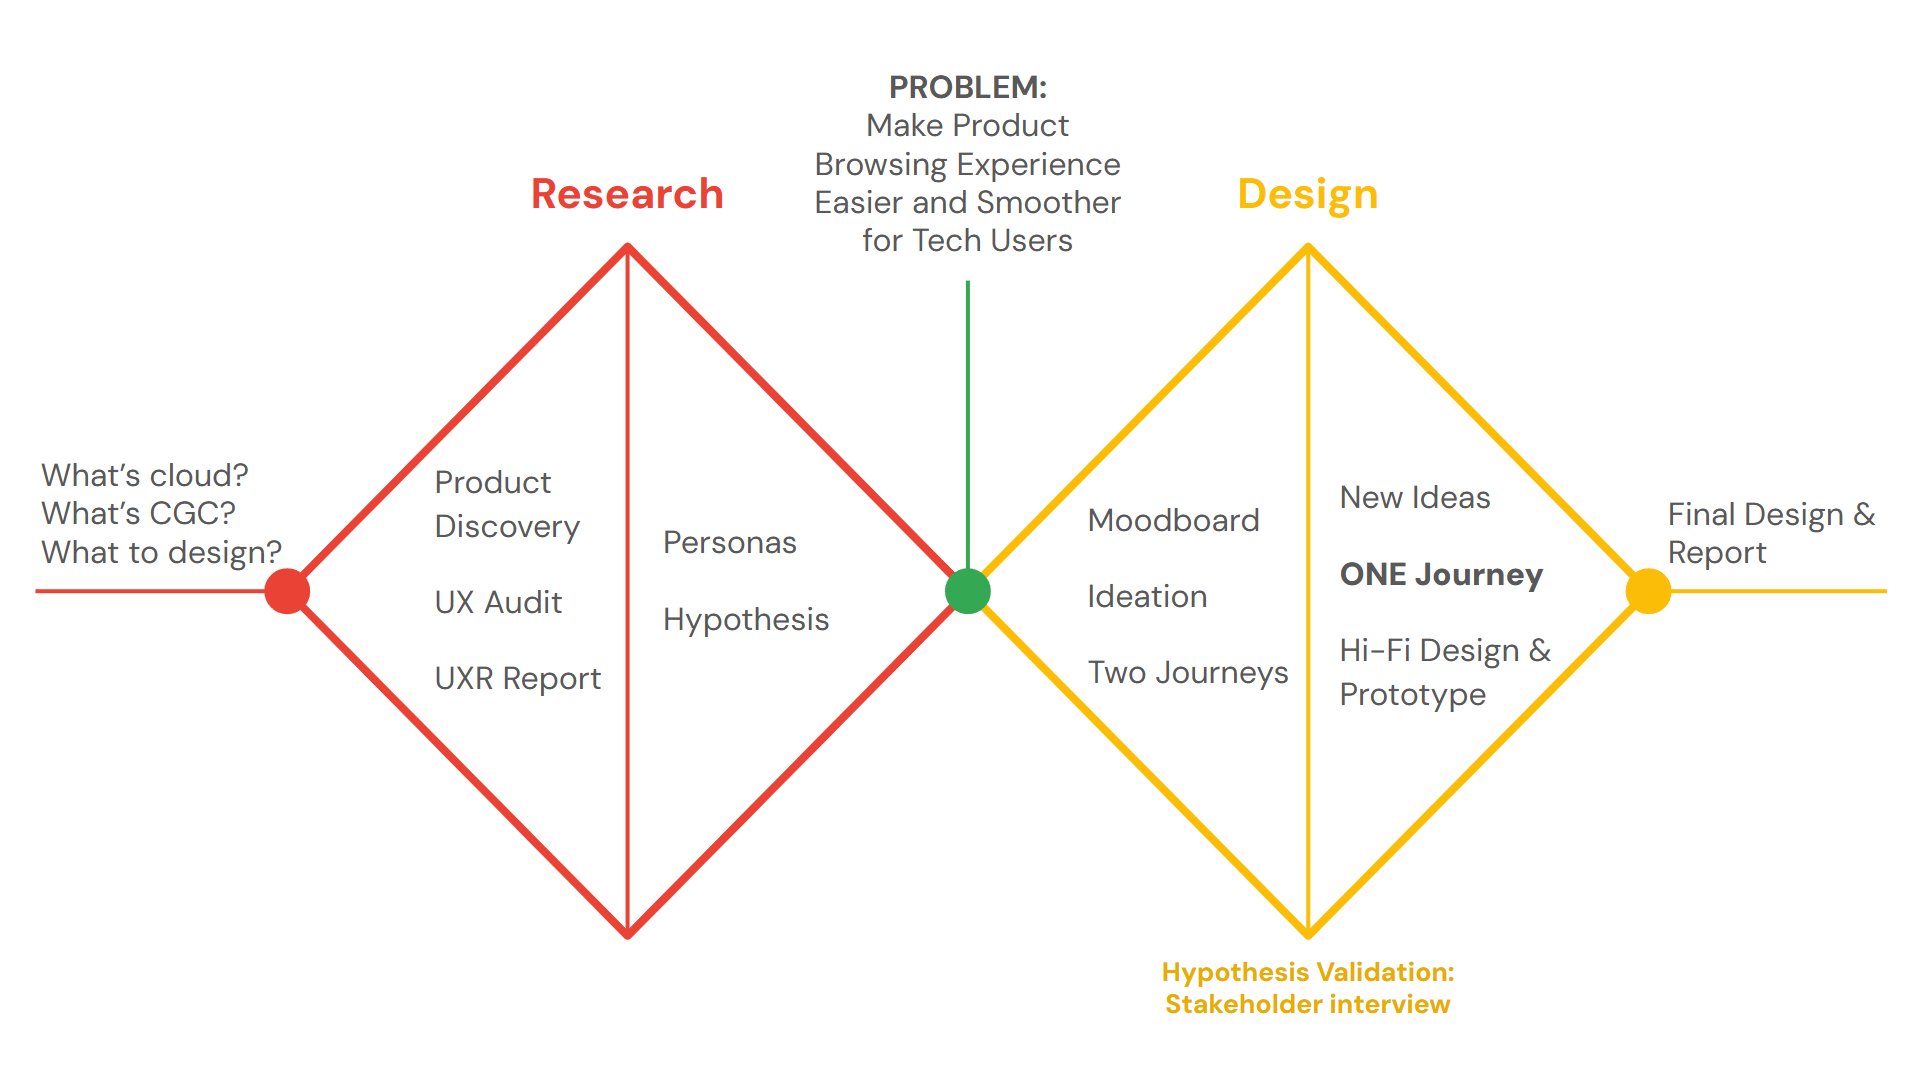 PROBLEM:
Make Product
Browsing Experience
Easier and Smoother
for Tech Users
Research
Design
What's cloud?
What's CGC?
What to design?
Product
Discovery
UX Audit
UXR Report
Personas
Hypothesis
Moodboard
Ideation
Two Journeys
New Ideas
ONE Journey
Hi-Fi Design &
Prototype
Final Design &
Report
Hypothesis Validation:
Stakeholder interview